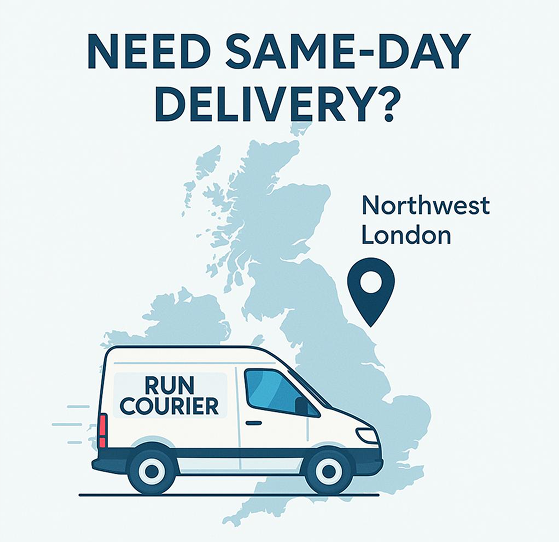 NEED SAME-DAY
DELIVERY?
Northwest
London
RUN
COURIER